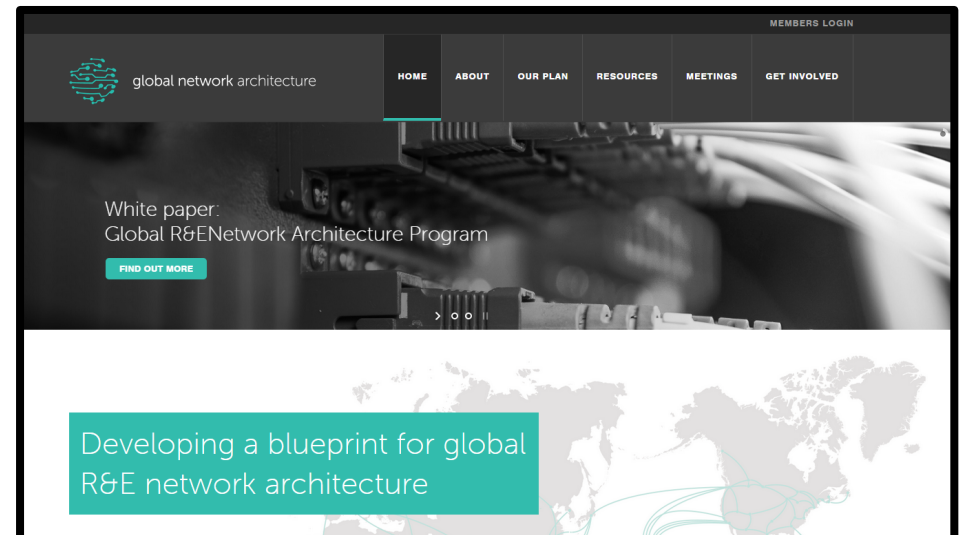 MEMBERS LOGIN
global network architecture
HOME
ABOUT
OUR PLAN
RESOURCES
MEETINGS
GET INVOLVED
White paper:
Global R&ENetwork Architecture Program
FIND OUT MORE
Developing a blueprint for global
R&E network architecture